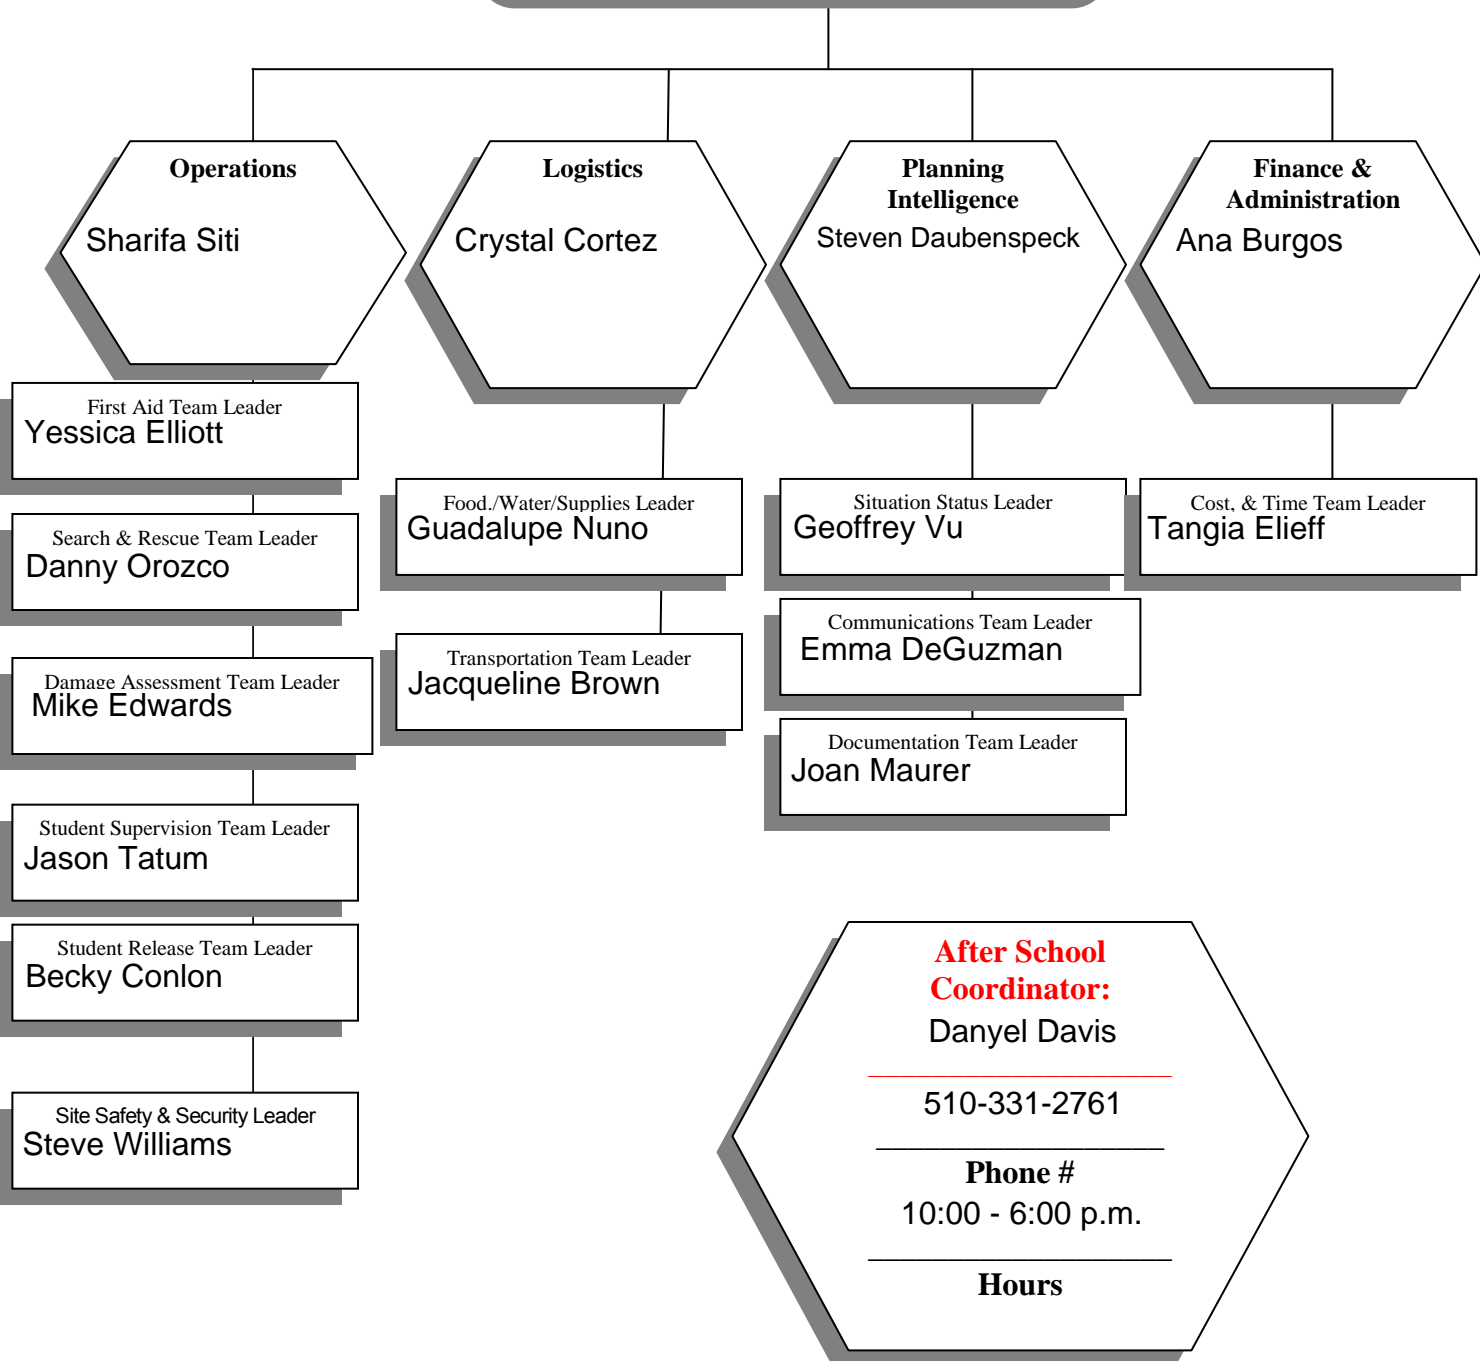 Operations
Sharifa Siti
Logistics
Crystal Cortez
Planning
Intelligence
Steven Daubenspeck
Finance &
Administration
Ana Burgos
First Aid Team Leader
Yessica Elliott
Search & Rescue Team Leader
Danny Orozco
Damage Assessment Team Leader
Mike Edwards
Student Supervision Team Leader
Jason Tatum
Student Release Team Leader
Becky Conlon
Site Safety & Security Leader
Steve Williams
Food./Water/Supplies Leader
Guadalupe Nuno
Transportation Team Leader
Jacqueline Brown
Situation Status Leader
Geoffrey Vu
Communications Team Leader
Emma DeGuzman
Documentation Team Leader
Joan Maurer
Cost, & Time Team Leader
Tangia Elieff
After School
Coordinator:
Danyel Davis
510-331-2761
Phone #
10:00 - 6:00 p.m.
Hours